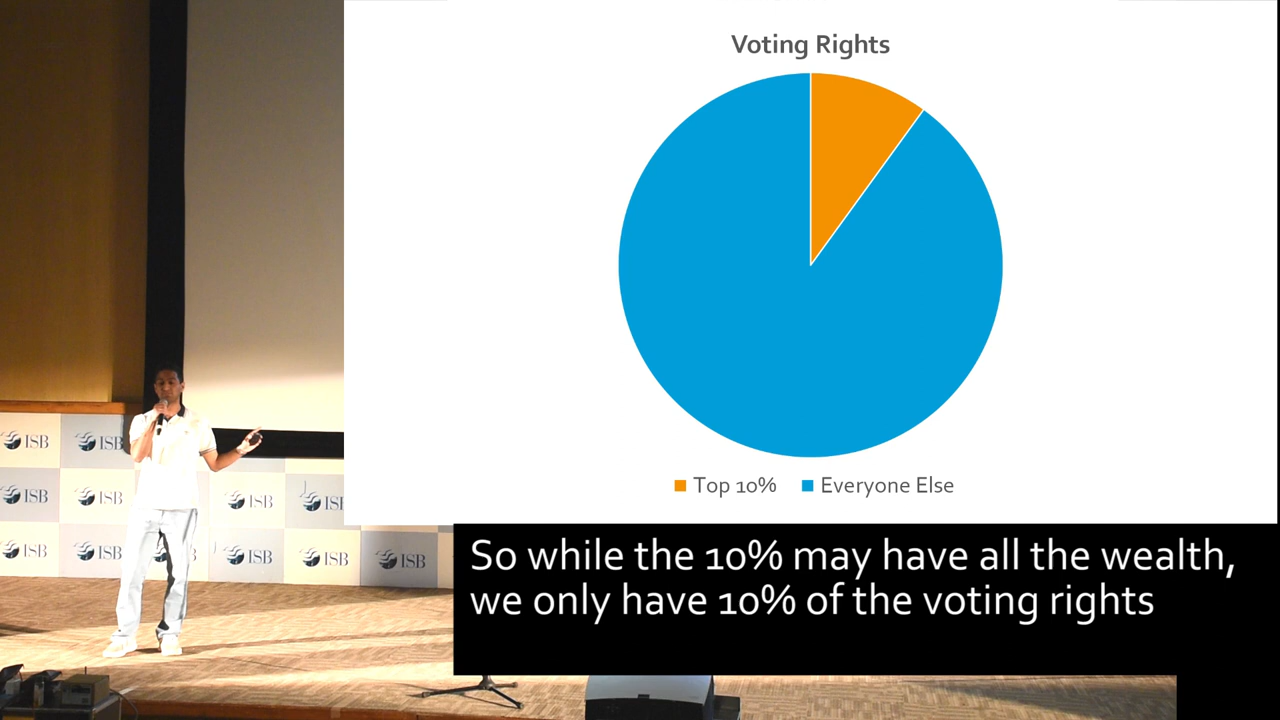 Voting Rights
Top 10% Everyone Else
So while the 10% may have all the wealth,
we only have 10% of the voting rights
ISB ISB
ISB ISB ISB
ISB ISB ISB ISB ISB